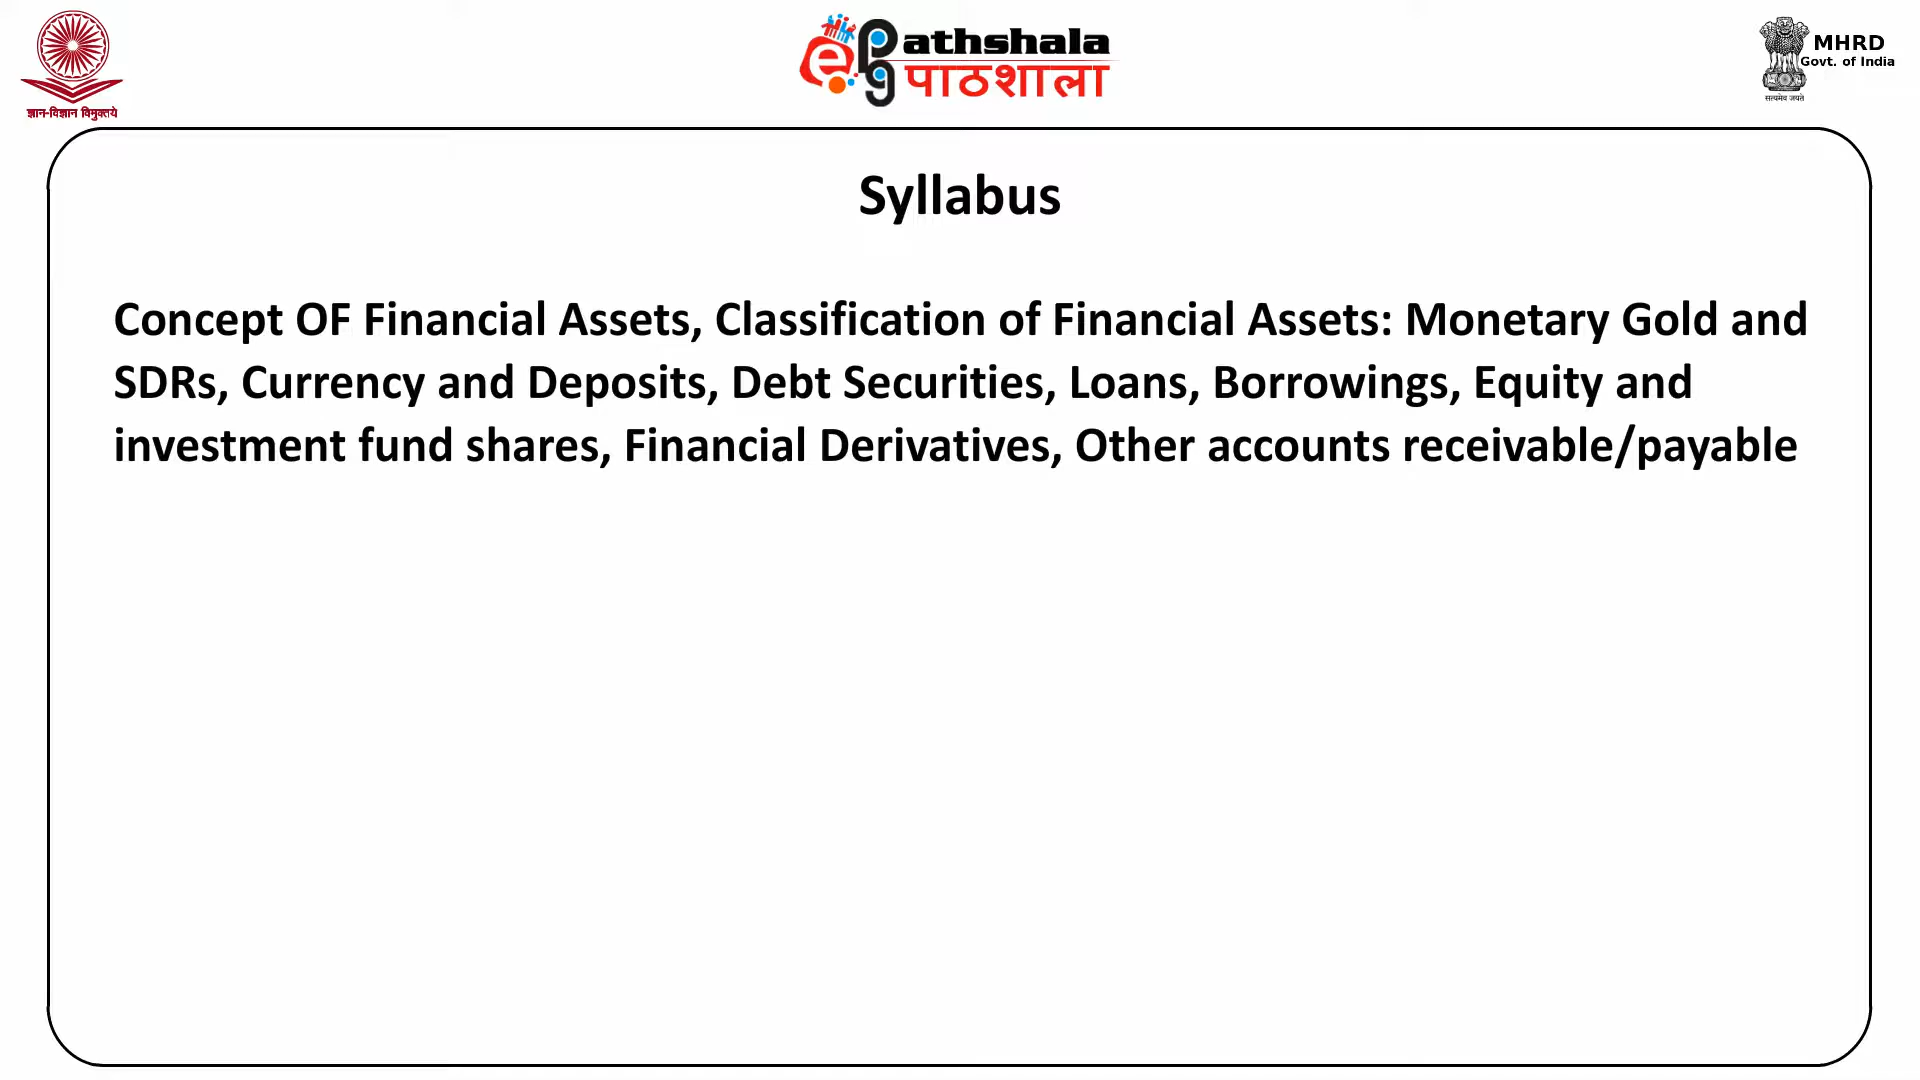 ज्ञान-विज्ञान विमुक्तये
e PG Pathshala
पाठशाला
MHRD
Govt. of India
सत्यमेव जयते
Syllabus
Concept OF Financial Assets, Classification of Financial Assets: Monetary Gold and
SDRs, Currency and Deposits, Debt Securities, Loans, Borrowings, Equity and
investment fund shares, Financial Derivatives, Other accounts receivable/payable